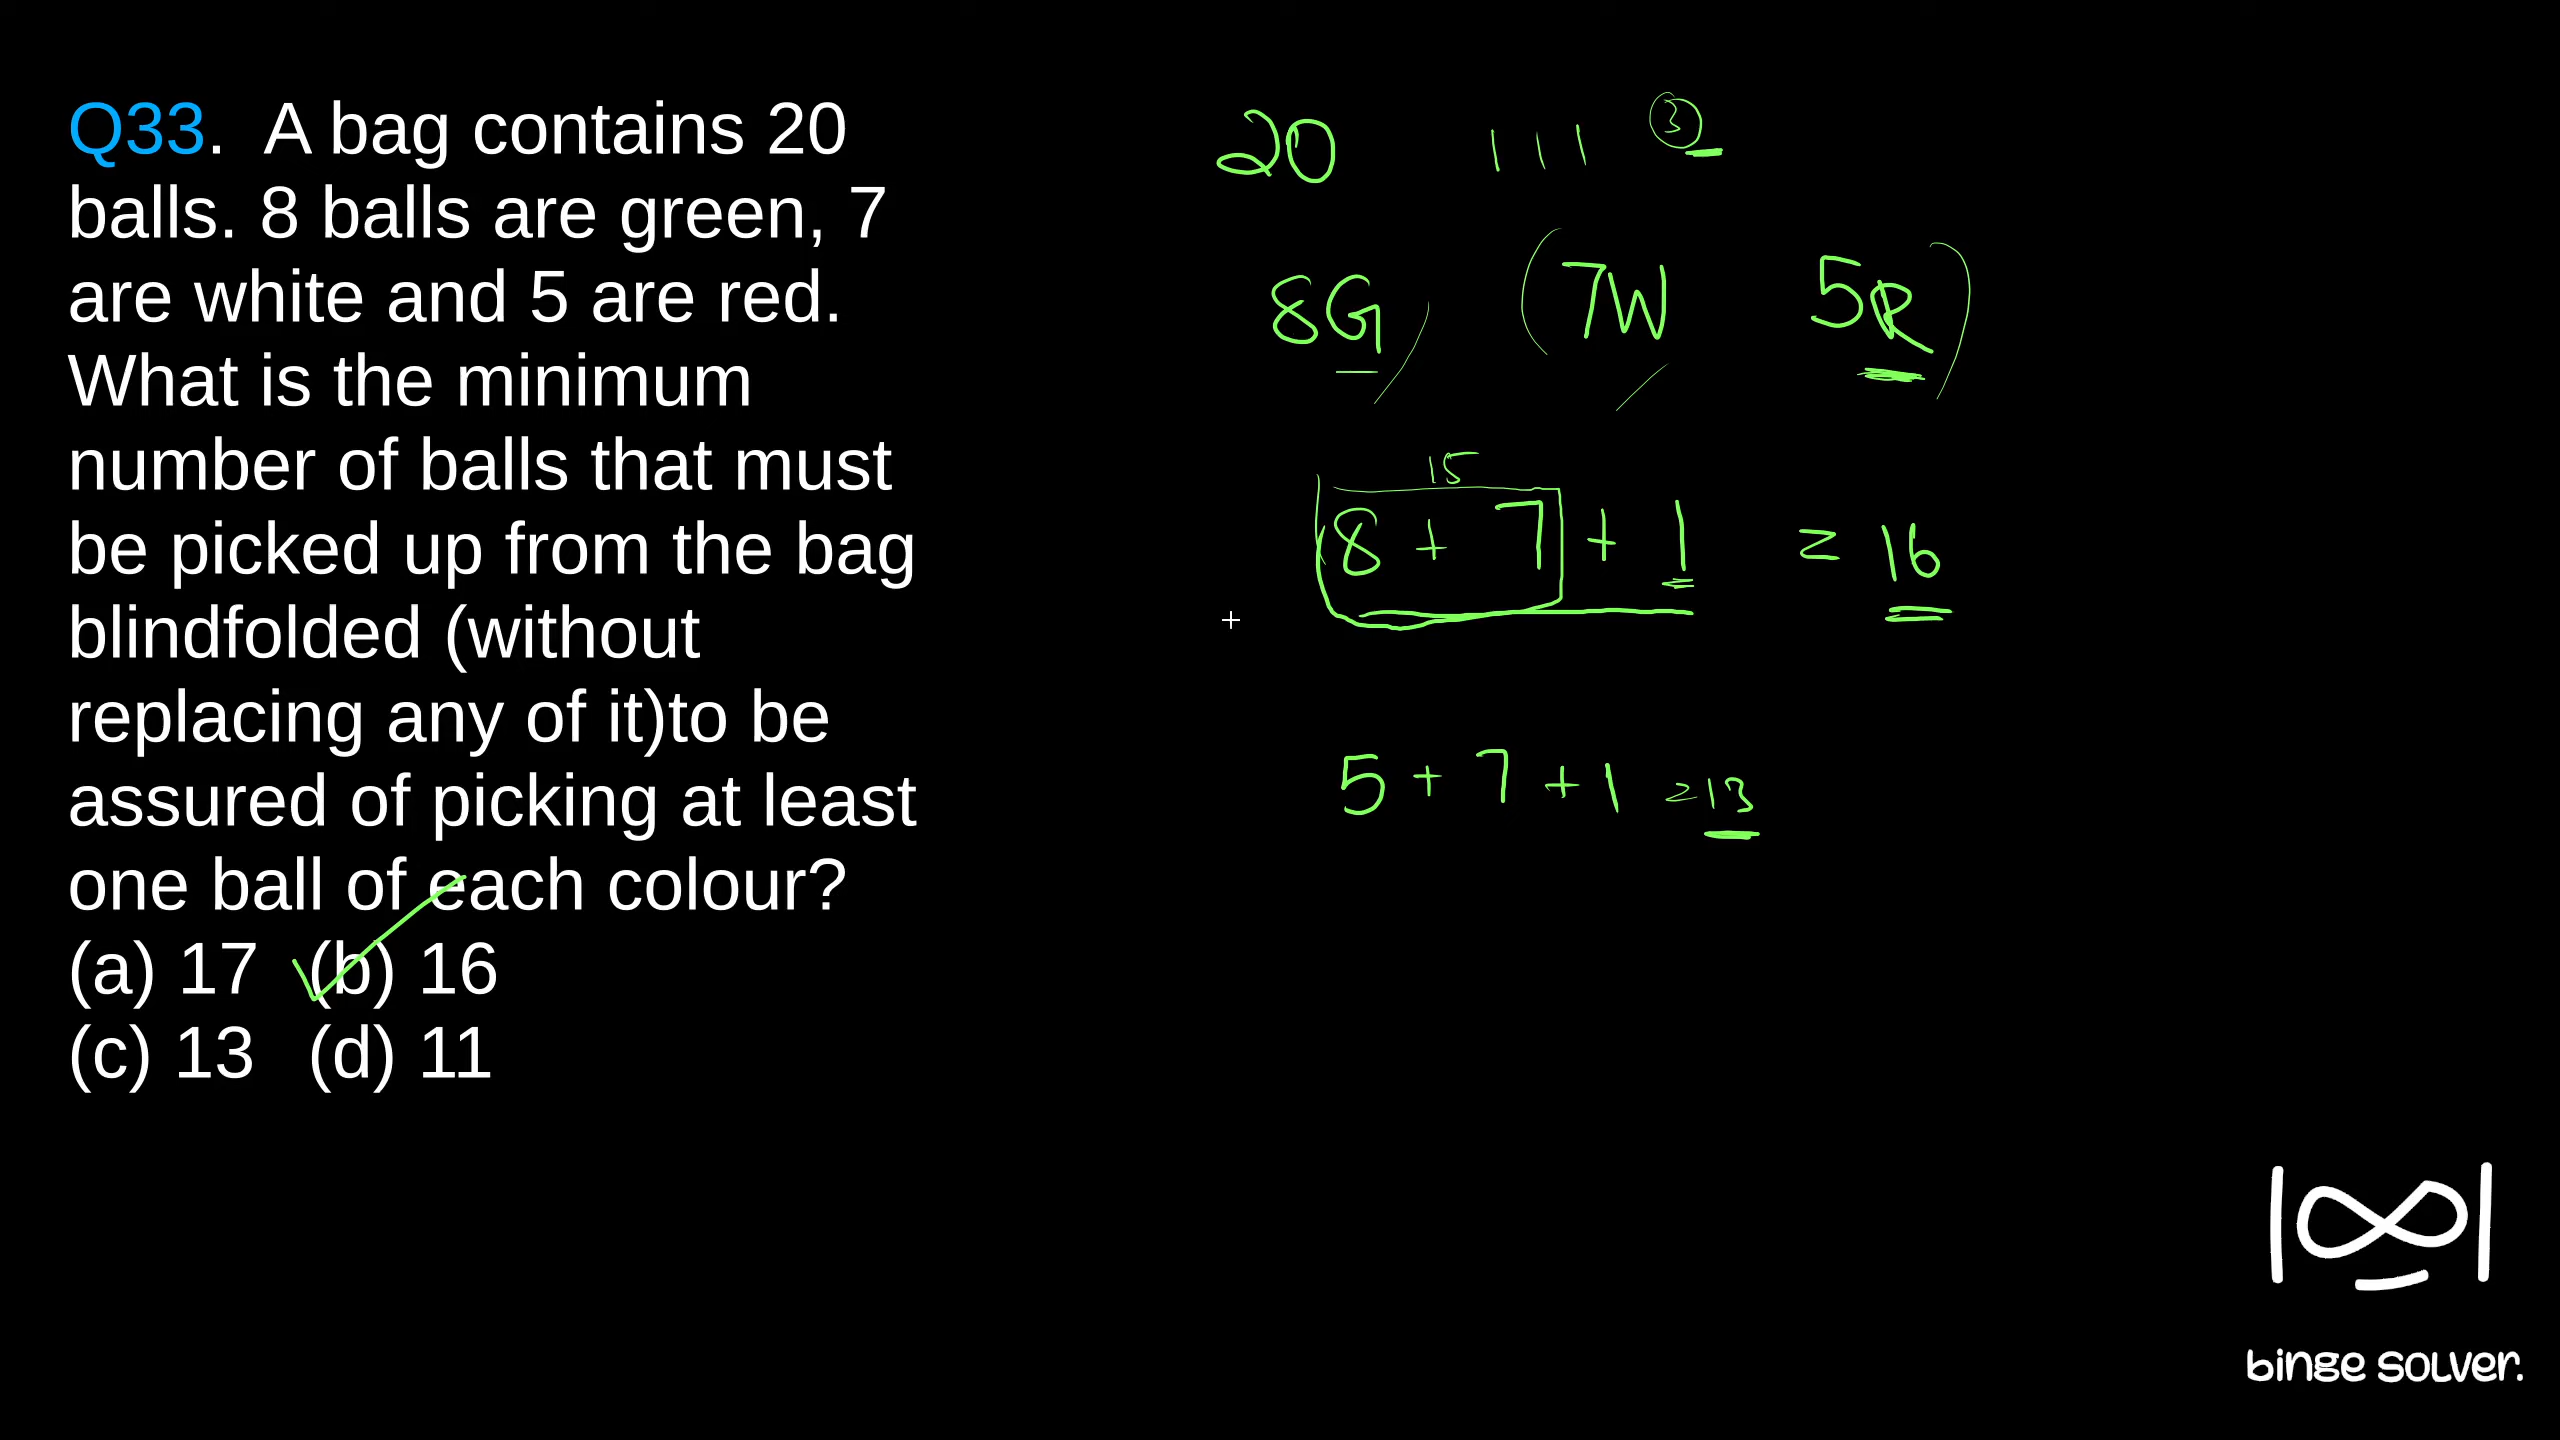 Q33. A bag contains 20
balls. 8 balls are green, 7
are white and 5 are red.
What is the minimum
number of balls that must
be picked up from the bag
blindfolded (without
replacing any of it)to be
assured of picking at least
one ball of each colour?
(a) 17 (b) 16
(c) 13 (d) 11
20 111 3
8G, (7W 5R)
15
8 + 7 + 1 = 16
5 + 7 + 1 = 13
binge solver.